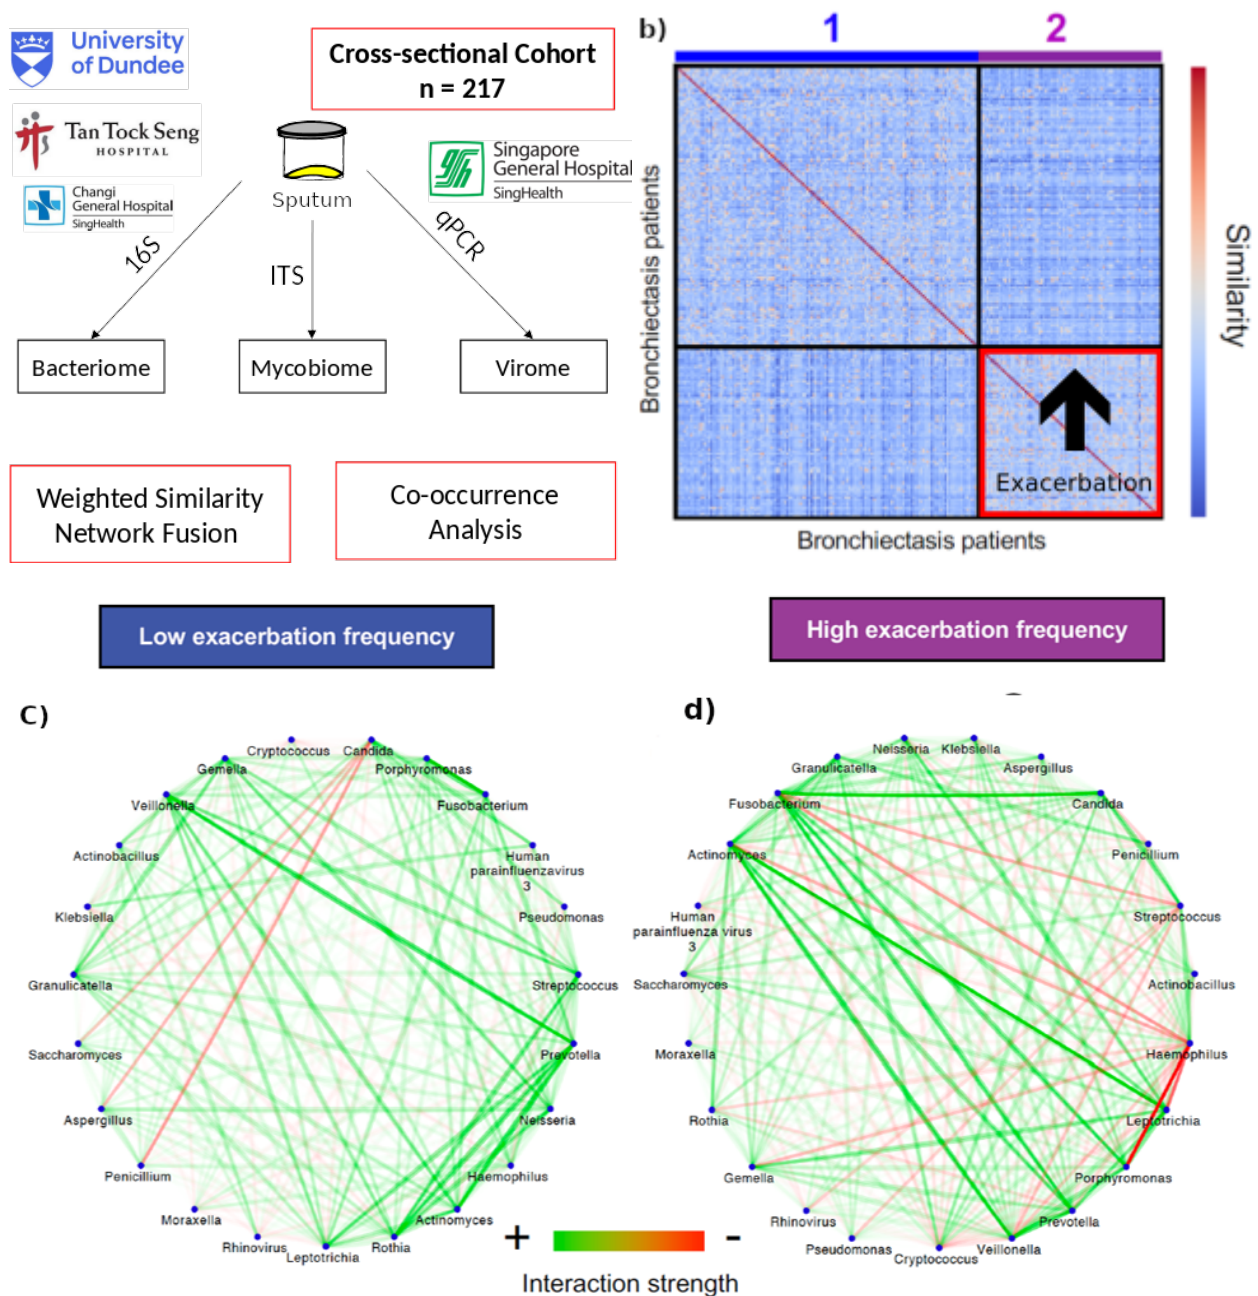 University
of Dundee
Tan Tock Seng
HOSPITAL
Changi
General Hospital
SingHealth
Cross-sectional Cohort
n = 217
Sputum
Singapore
General Hospital
SingHealth
16S
ITS
qPCR
Bacteriome
Mycobiome
Virome
Weighted Similarity
Network Fusion
Co-occurrence
Analysis
b)
1
2
Bronchiectasis patients
Exacerbation
Bronchiectasis patients
Similarity
Low exacerbation frequency
High exacerbation frequency
c)
Cryptococcus
Candida
Gemella
Porphyromonas
Veillonella
Fusobacterium
Actinobacillus
Human
parainfluenzavirus
3
Klebsiella
Pseudomonas
Granulicatella
Streptococcus
Saccharomyces
Prevotella
Aspergillus
Neisseria
Penicillium
Haemophilus
Moraxella
Actinomyces
Rhinovirus
Leptotrichia
Rothia
d)
Neisseria
Klebsiella
Granulicatella
Aspergillus
Fusobacterium
Candida
Actinomyces
Penicillium
Human
parainfluenza virus
3
Streptococcus
Saccharomyces
Actinobacillus
Moraxella
Haemophilus
Rothia
Leptotrichia
Gemella
Porphyromonas
Rhinovirus
Prevotella
Pseudomonas
Cryptococcus
Veillonella
+
-
Interaction strength